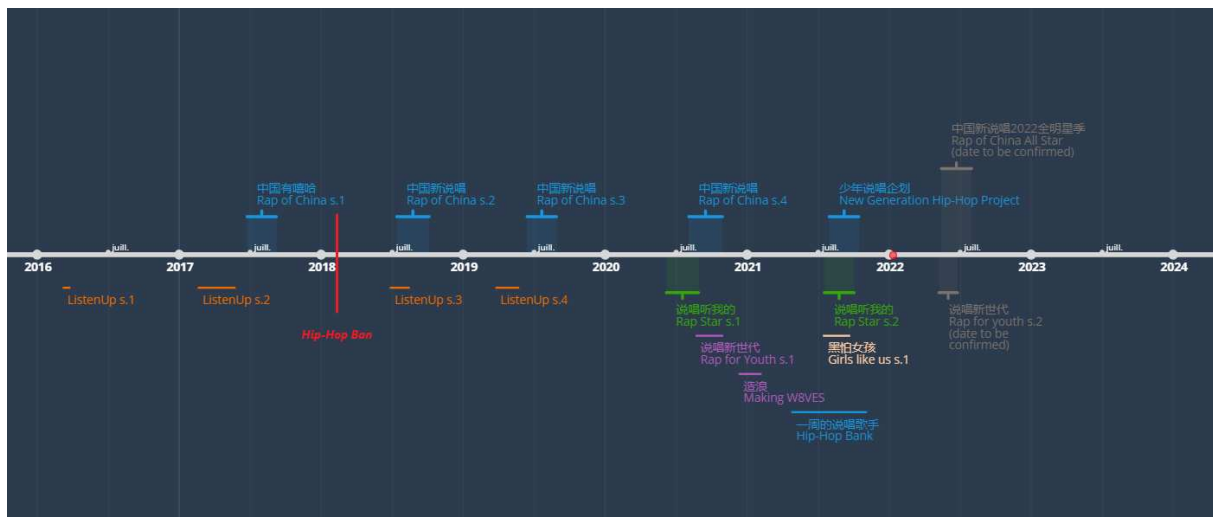 中国新说唱2022全明星季
Rap of China All Star
(date to be confirmed)
中国有嘻哈
Rap of China s.1
中国新说唱
Rap of China s.2
中国新说唱
Rap of China s.3
中国新说唱
Rap of China s.4
少年说唱企划
New Generation Hip-Hop Project
juill.
juill.
juill.
juill.
juill.
juill.
juill.
juill.
2016
2017
2018
2019
2020
2021
2022
2023
2024
ListenUp s.1
ListenUp s.2
ListenUp s.3
ListenUp s.4
Hip-Hop Ban
说唱听我的
Rap Star s.1
说唱听我的
Rap Star s.2
说唱新世代
Rap for youth s.2
(date to be
confirmed)
说唱新世代
Rap for Youth s.1
黑怕女孩
Girls like us s.1
造浪
Making W8VES
一周的说唱歌手
Hip-Hop Bank